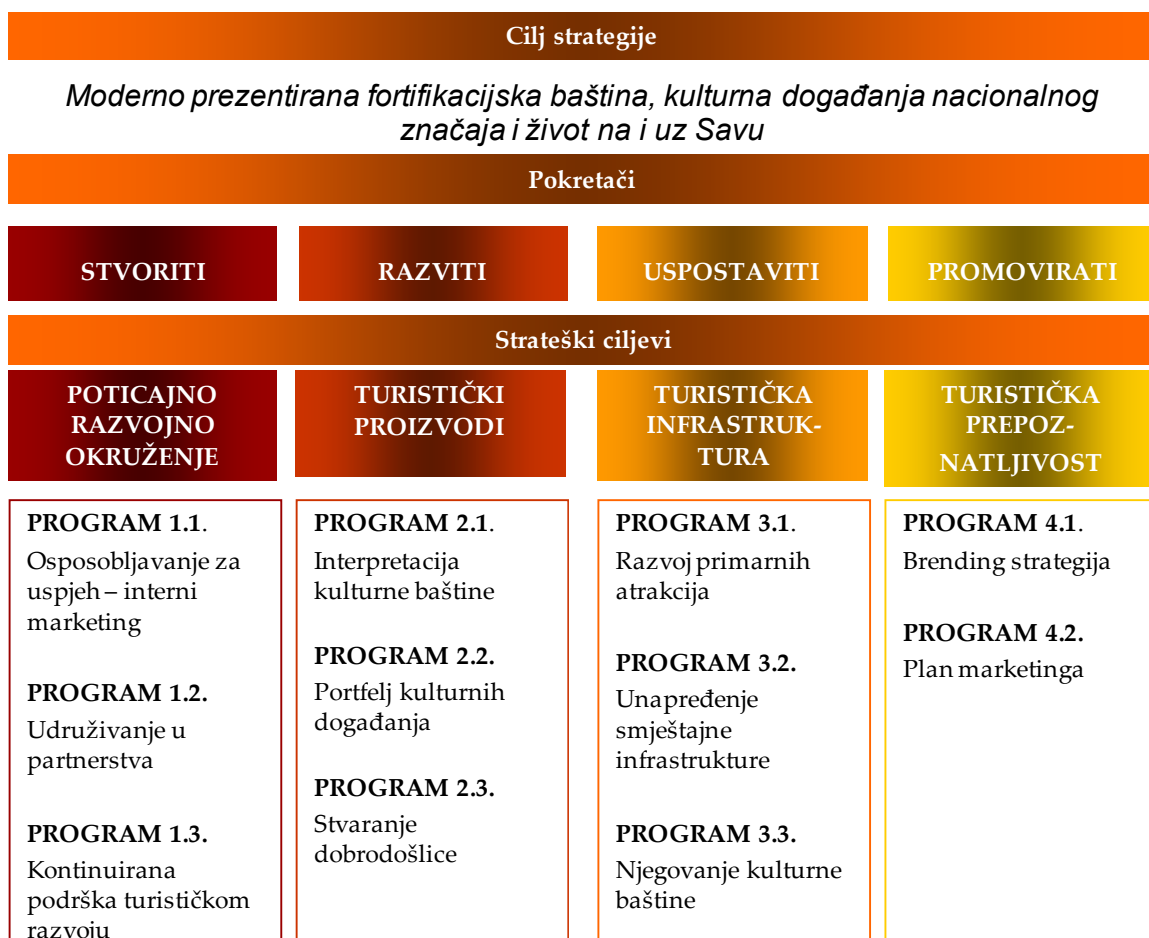 Cilj strategije
Moderno prezentirana fortifikacijska baština, kulturna događanja nacionalnog
značaja i život na i uz Savu
Pokretači
STVORITI
RAZVITI
USPOSTAVITI
PROMOVIRATI
Strateški ciljevi
POTICAJNO
RAZVOJNO
OKRUŽENJE
TURISTIČKI
PROIZVODI
TURISTIČKA
INFRASTRUK-
TURA
TURISTIČKA
PREPOZ-
NATLJIVOST
PROGRAM 1.1.
Osposobljavanje za
uspjeh – interni
marketing
PROGRAM 1.2.
Udruživanje u
partnerstva
PROGRAM 1.3.
Kontinuirana
podrška turističkom
razvoju
PROGRAM 2.1.
Interpretacija
kulturne baštine
PROGRAM 2.2.
Portfelj kulturnih
događanja
PROGRAM 2.3.
Stvaranje
dobrodošlice
PROGRAM 3.1.
Razvoj primarnih
atrakcija
PROGRAM 3.2.
Unapređenje
smještajne
infrastrukture
PROGRAM 3.3.
Njegovanje kulturne
baštine
PROGRAM 4.1.
Brending strategija
PROGRAM 4.2.
Plan marketinga